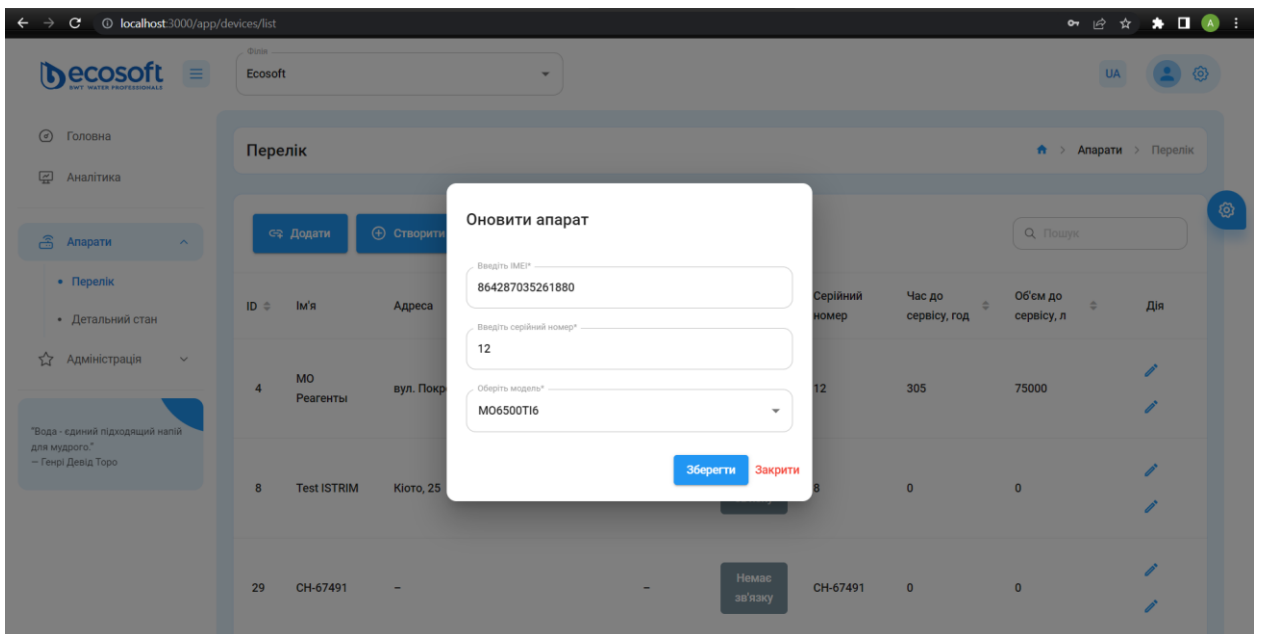 localhost:3000/app/devices/list
A
ecosoft
BWT WATER PROFESSIONALS
Філія
Ecosoft
UA
Головна
Аналітика
Апарати
Перелік
Детальний стан
Адміністрація
"Вода - єдиний підходящий напій
для мудрого."
— Генрі Девід Торо
Перелік
Апарати > Перелік
Додати
Створити
Пошук
ID Ім'я Адреса Серійний номер Час до сервісу, год Об'єм до сервісу, л Дія
4 МО Реагенты вул. Покр 12 305 75000
8 Test ISTRIM Кіото, 25 8 0 0
29 CH-67491 – – Немає зв'язку CH-67491 0 0
Оновити апарат
Введіть IMEI*
864287035261880
Введіть серійний номер*
12
Оберіть модель*
MO6500TI6
Зберегти Закрити